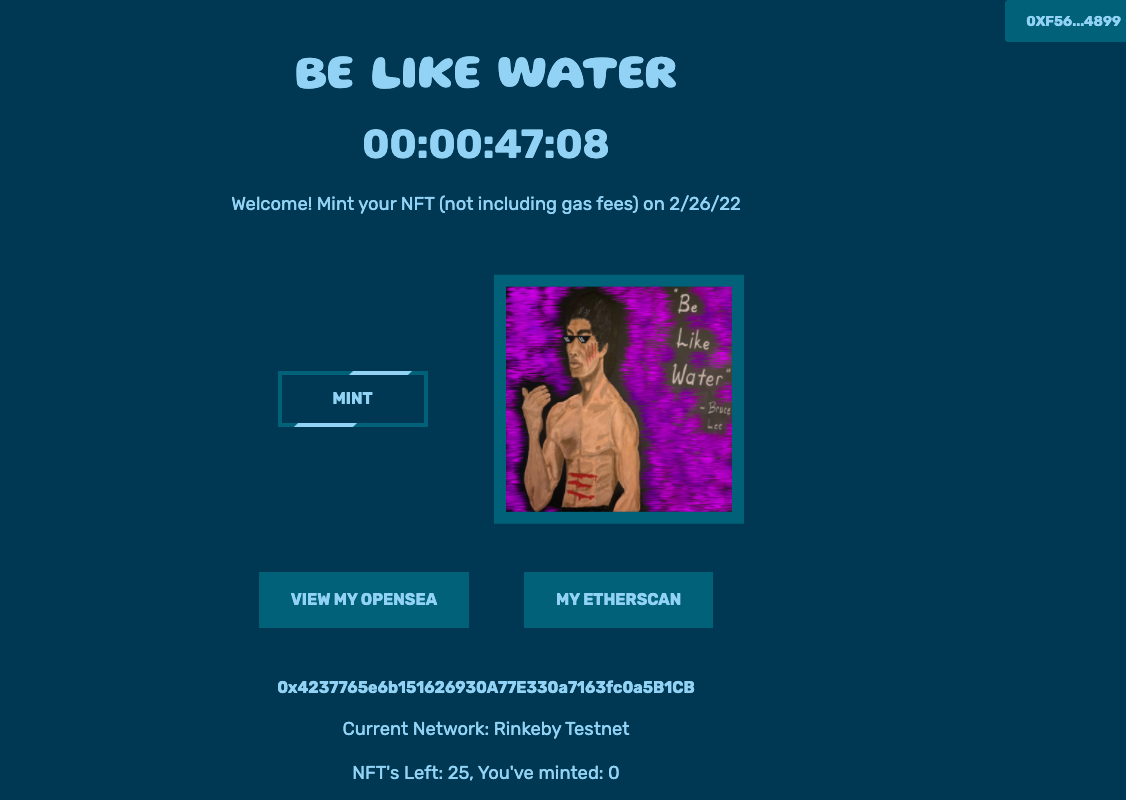 0XF56...4899
BE LIKE WATER
00:00:47:08
Welcome! Mint your NFT (not including gas fees) on 2/26/22
"Be
Like
Water"
- Bruce
Lee
MINT
VIEW MY OPENSEA
MY ETHERSCAN
0x4237765e6b151626930A77E330a7163fc0a5B1CB
Current Network: Rinkeby Testnet
NFT's Left: 25, You've minted: 0